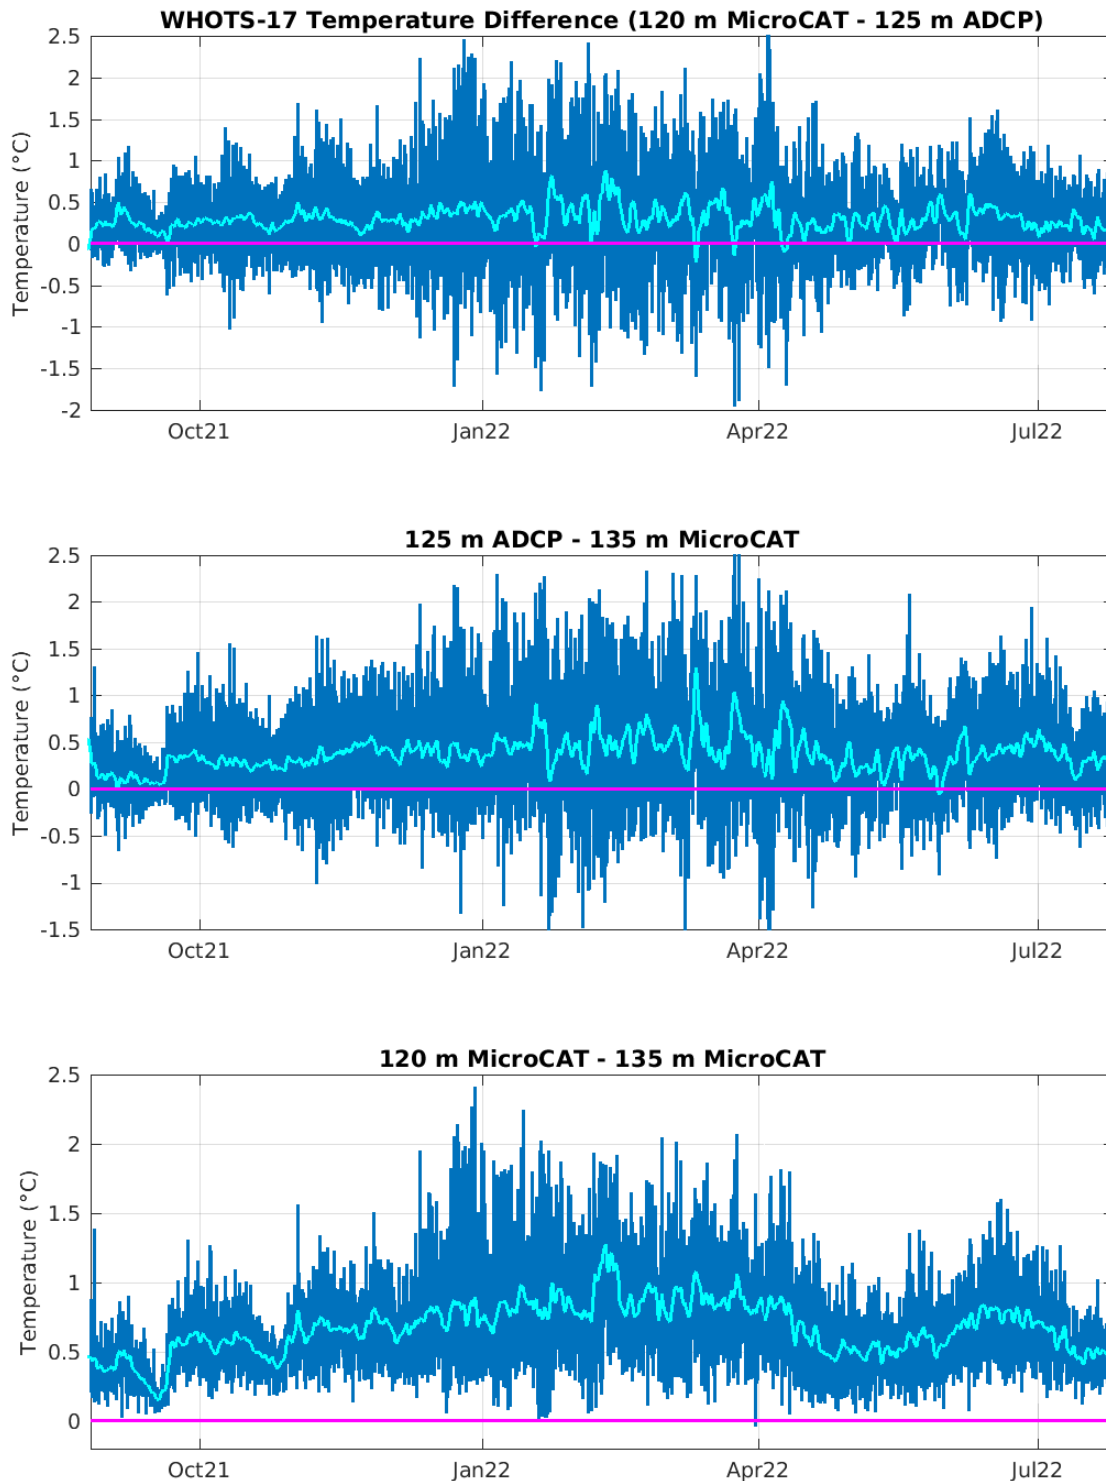 WHOTS-17 Temperature Difference (120 m MicroCAT - 125 m ADCP)
2.5
2
1.5
1
0.5
0
-0.5
-1
-1.5
-2
Temperature (°C)
Oct21 Jan22 Apr22 Jul22
125 m ADCP - 135 m MicroCAT
2.5
2
1.5
1
0.5
0
-0.5
-1
-1.5
Temperature (°C)
Oct21 Jan22 Apr22 Jul22
120 m MicroCAT - 135 m MicroCAT
2.5
2
1.5
1
0.5
0
Temperature (°C)
Oct21 Jan22 Apr22 Jul22